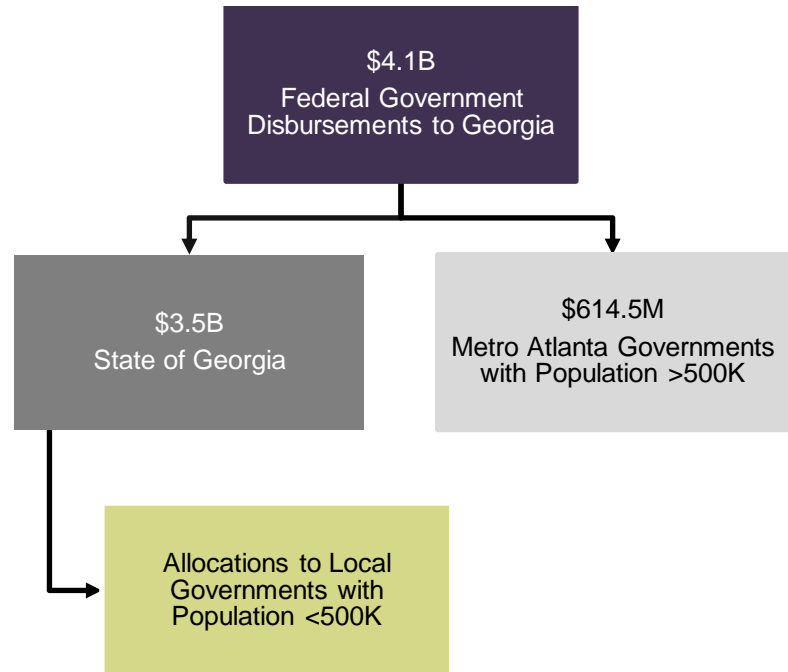 $4.1B
Federal Government
Disbursements to Georgia
$3.5B
State of Georgia
$614.5M
Metro Atlanta Governments
with Population >500K
Allocations to Local
Governments with
Population <500K